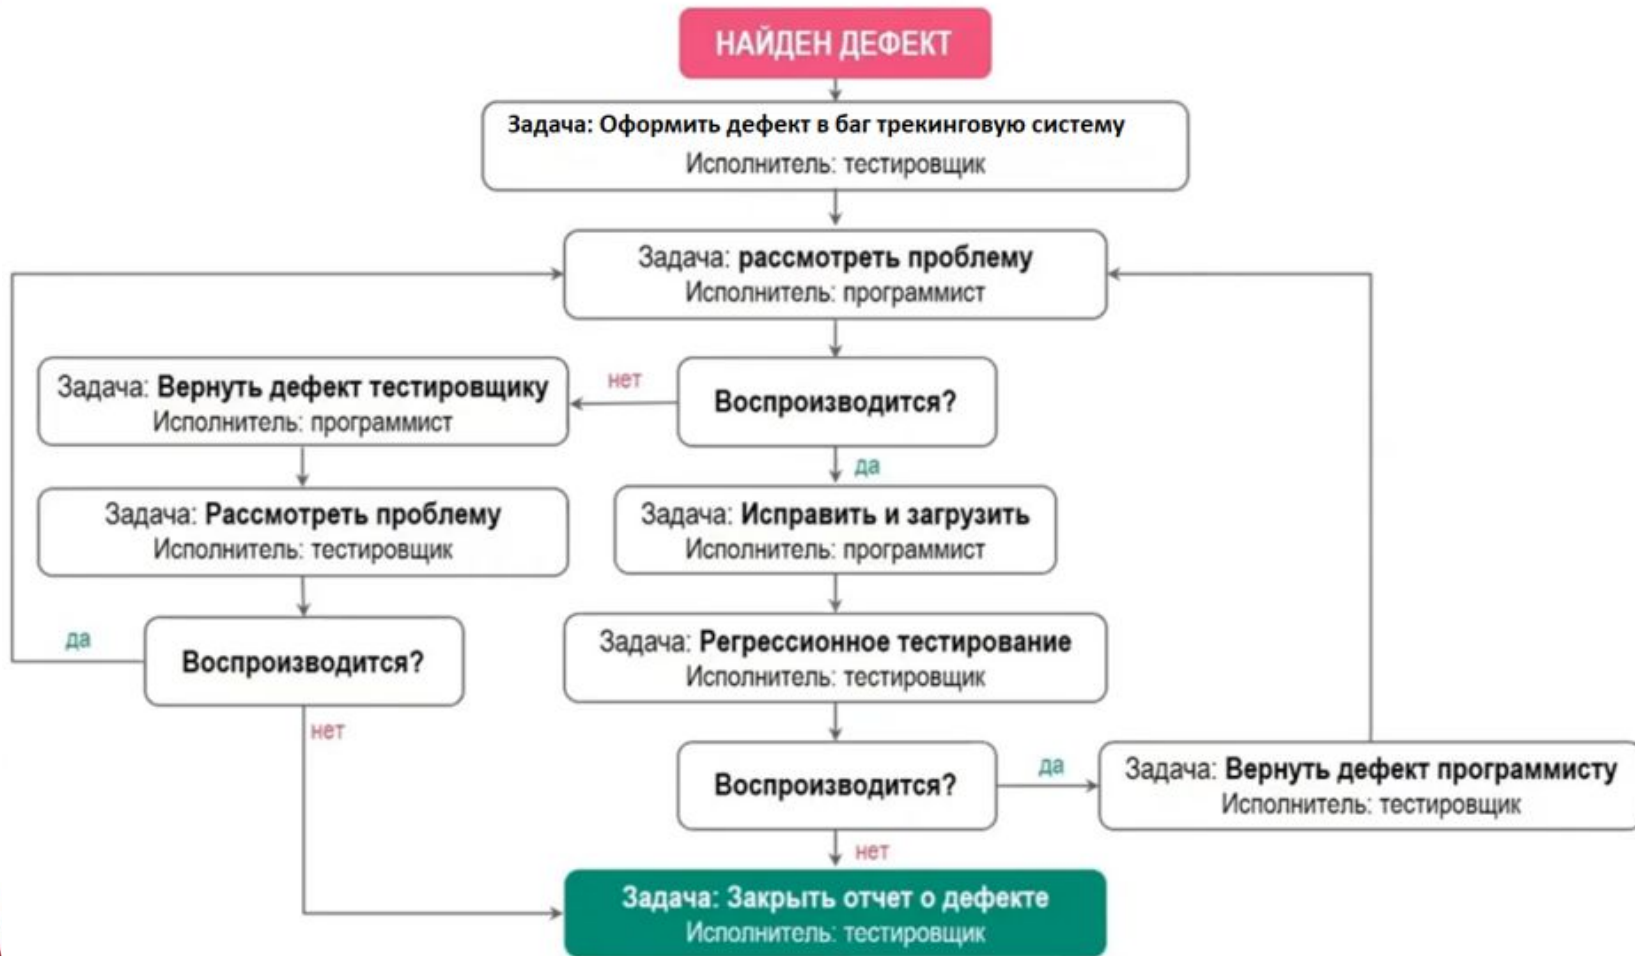 НАЙДЕН ДЕФЕКТ
Задача: Оформить дефект в баг трекинговую систему
Исполнитель: тестировщик
Задача: рассмотреть проблему
Исполнитель: программист
Задача: Вернуть дефект тестировщику
Исполнитель: программист
нет
Воспроизводится?
да
Задача: Рассмотреть проблему
Исполнитель: тестировщик
Задача: Исправить и загрузить
Исполнитель: программист
да
Воспроизводится?
нет
Задача: Регрессионное тестирование
Исполнитель: тестировщик
Воспроизводится?
да
Задача: Вернуть дефект программисту
Исполнитель: тестировщик
нет
Задача: Закрыть отчет о дефекте
Исполнитель: тестировщик